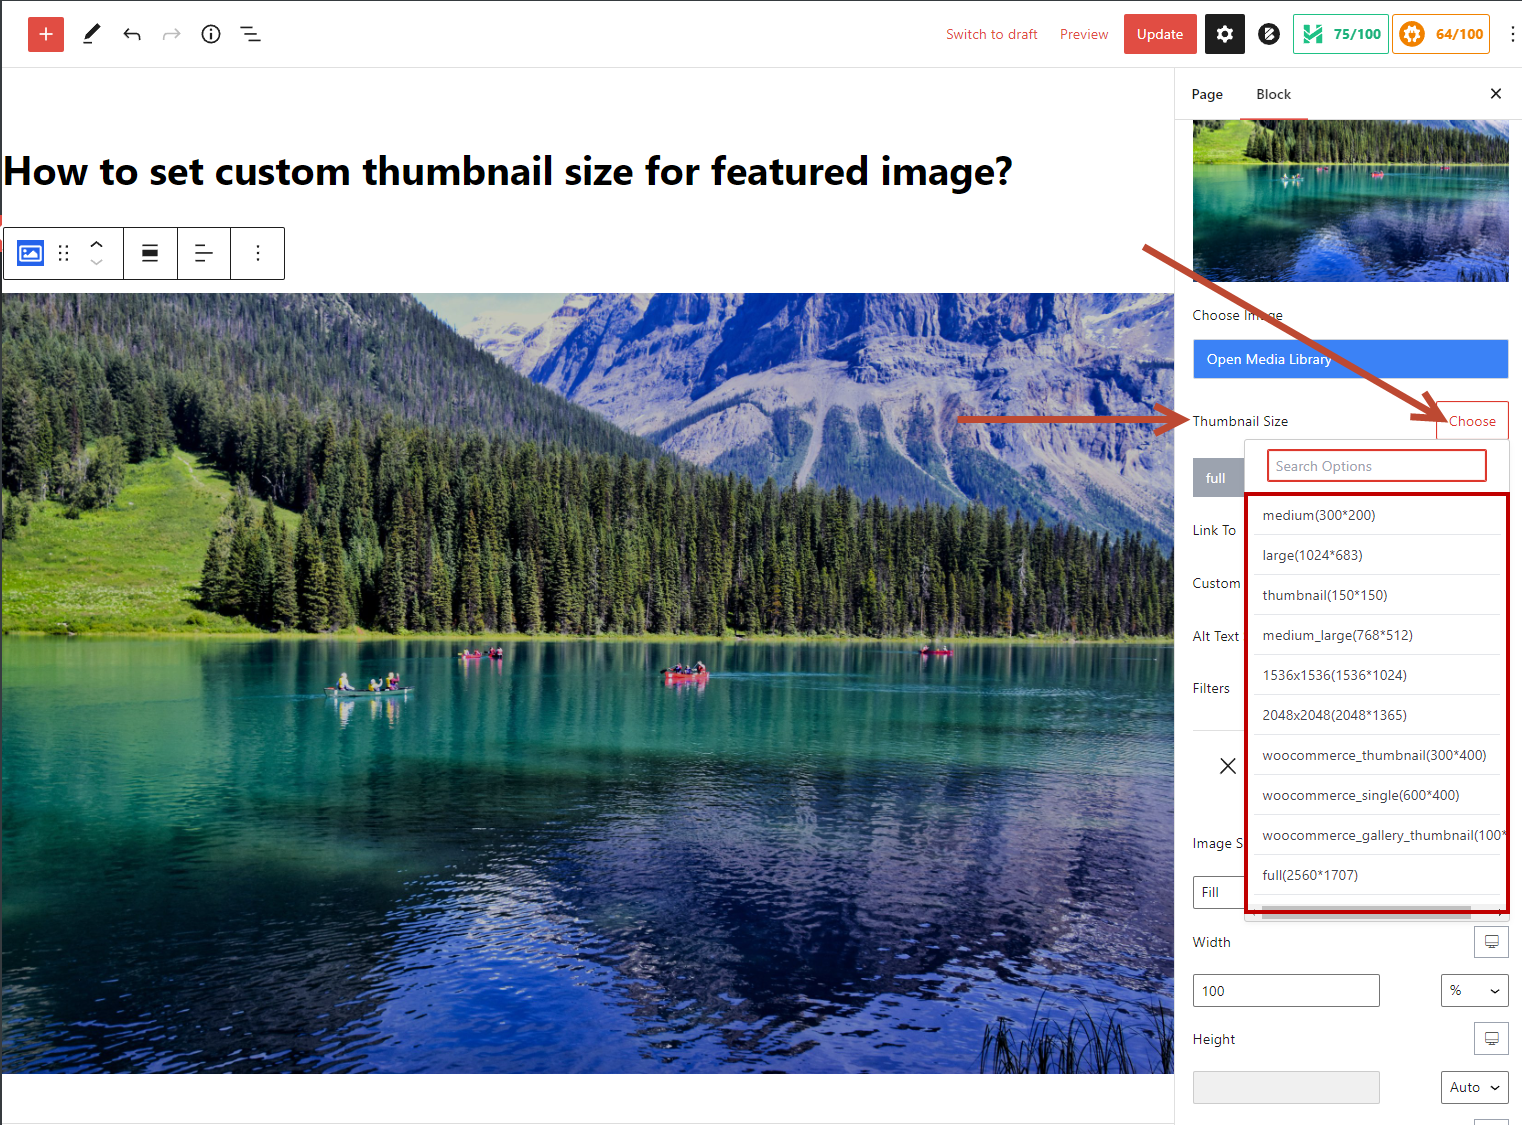 Switch to draft
Preview
Update
75/100
64/100
Page
Block
How to set custom thumbnail size for featured image?
Choose Image
Open Media Library
Thumbnail Size
Choose
Search Options
full
medium(300*200)
Link To
large(1024*683)
Custom
thumbnail(150*150)
Alt Text
medium_large(768*512)
1536x1536(1536*1024)
Filters
2048x2048(2048*1365)
woocommerce_thumbnail(300*400)
woocommerce_single(600*400)
woocommerce_gallery_thumbnail(100*
Image S
full(2560*1707)
Fill
Width
100
%
Height
Auto